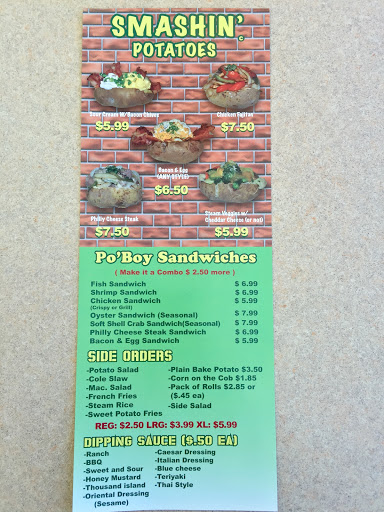 SMASHIN'
POTATOES
Sour Cream W/Bacon Chives
$5.99
Chicken Fajitas
$7.50
Bacon & Egg
(ANY STYLE)
$6.50
Philly Cheese Steak
$7.50
Steam Veggies w/
Cheddar Cheese (or not)
$5.99
Po'Boy Sandwiches
( Make it a Combo $ 2.50 more )
Fish Sandwich $ 6.99
Shrimp Sandwich $ 6.99
Chicken Sandwich $ 5.99
(Crispy or Grill)
Oyster Sandwich (Seasonal) $ 7.99
Soft Shell Crab Sandwich(Seasonal) $ 7.99
Philly Cheese Steak Sandwich $ 6.99
Bacon & Egg Sandwich $ 5.99
SIDE ORDERS
-Potato Salad
-Cole Slaw
-Mac. Salad
-French Fries
-Steam Rice
-Sweet Potato Fries
-Plain Bake Potato $3.50
-Corn on the Cob $1.85
-Pack of Rolls $2.85 or
($.45 ea)
-Side Salad
REG: $2.50 LRG: $3.99 XL: $5.99
DIPPING SAUCE ($.50 EA)
-Ranch
-BBQ
-Sweet and Sour
-Honey Mustard
-Thousand island
-Oriental Dressing
(Sesame)
-Caesar Dressing
-Italian Dressing
-Blue cheese
-Teriyaki
-Thai Style